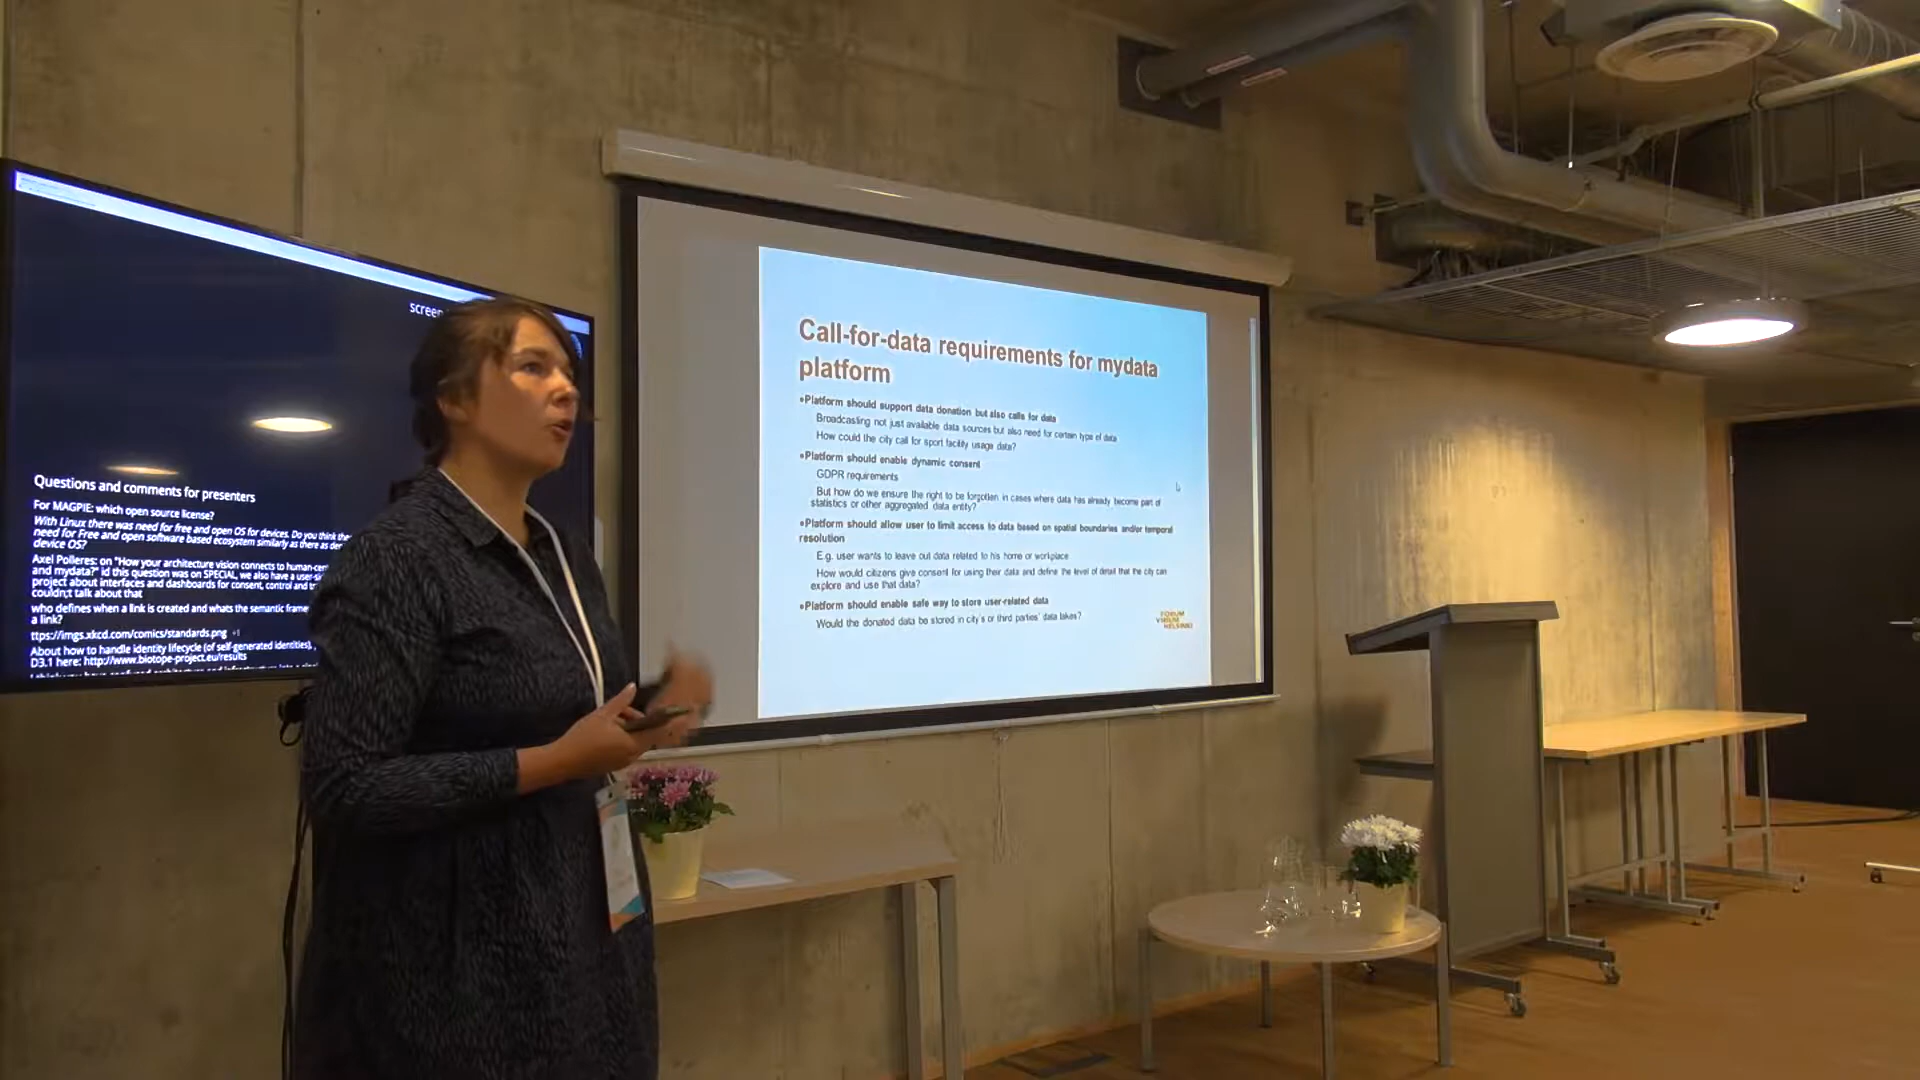 screen
Questions and comments for presenters
For MAGPIE: which open source license?
With Linux there was need for free and open OS for devices. Do you think the
need for Free and open software based ecosystem similarly as there as
device OS?
Axel Polleres: on "How your architecture vision connects to human-cen
and mydata?" id this question was on SPECIAL, we also have a user-
project about interfaces and dashboards for consent, control and
couldn;t talk about that
who defines when a link is created and whats the semantic frame
a link?
ttps://imgs.xkcd.com/comics/standards.png +1
About how to handle identity lifecycle (of self-generated identities),
D3.1 here: http://www.biotope-project.eu/results
Call-for-data requirements for mydata
platform
•Platform should support data donation but also calls for data
Broadcasting not just available data sources but also need for certain type of data
How could the city call for sport facility usage data?
•Platform should enable dynamic consent
GDPR requirements
But how do we ensure the right to be forgotten in cases where data has already become part of
statistics or other aggregated data entity?
•Platform should allow user to limit access to data based on spatial boundaries and/or temporal
resolution
E.g. user wants to leave out data related to his home or workplace
How would citizens give consent for using their data and define the level of detail that the city can
explore and use that data?
•Platform should enable safe way to store user-related data
Would the donated data be stored in city's or third parties' data lakes?
FORUM
VIRIUM
HELSINKI